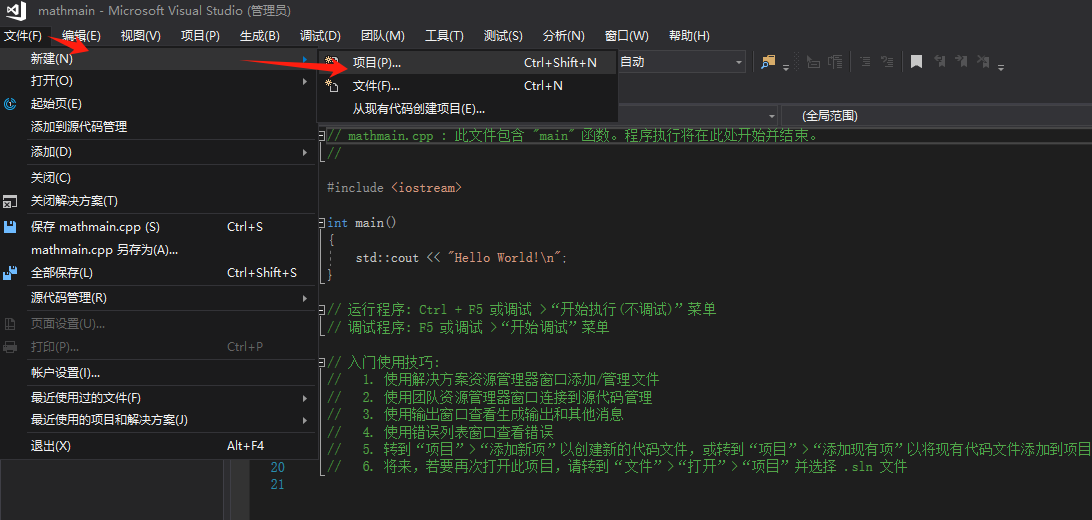 mathmain - Microsoft Visual Studio (管理员)
文件(F) 编辑(E) 视图(V) 项目(P) 生成(B) 调试(D) 团队(M) 工具(T) 测试(S) 分析(N) 窗口(W) 帮助(H)
新建(N)
打开(O)
起始页(E)
添加到源代码管理
添加(D)
关闭(C)
关闭解决方案(T)
保存 mathmain.cpp (S) Ctrl+S
mathmain.cpp 另存为(A)...
全部保存(L) Ctrl+Shift+S
源代码管理(R)
页面设置(U)...
打印(P)... Ctrl+P
帐户设置(I)...
最近使用过的文件(F)
最近使用的项目和解决方案(J)
退出(X) Alt+F4
项目(P)... Ctrl+Shift+N
文件(F)... Ctrl+N
从现有代码创建项目(E)...
自动
(全局范围)
// mathmain.cpp : 此文件包含 "main" 函数。程序执行将在此处开始并结束。
//
#include <iostream>
int main()
{
std::cout << "Hello World!\n";
}
// 运行程序: Ctrl + F5 或调试 >“开始执行(不调试)”菜单
// 调试程序: F5 或调试 >“开始调试”菜单
// 入门使用技巧:
// 1. 使用解决方案资源管理器窗口添加/管理文件
// 2. 使用团队资源管理器窗口连接到源代码管理
// 3. 使用输出窗口查看生成输出和其他消息
// 4. 使用错误列表窗口查看错误
// 5. 转到“项目”>“添加新项”以创建新的代码文件，或转到“项目”>“添加现有项”以将现有代码文件添加到项目
20 // 6. 将来，若要再次打开此项目，请转到“文件”>“打开”>“项目”并选择 .sln 文件
21